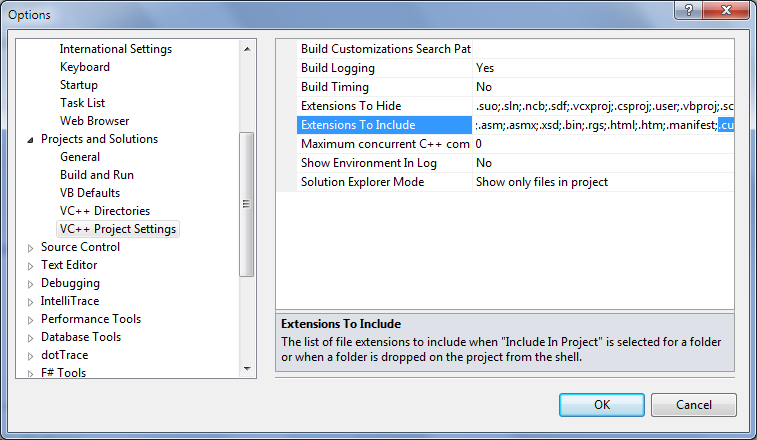 Options
International Settings
Keyboard
Startup
Task List
Web Browser
Projects and Solutions
General
Build and Run
VB Defaults
VC++ Directories
VC++ Project Settings
Source Control
Text Editor
Debugging
IntelliTrace
Performance Tools
Database Tools
dotTrace
F# Tools
Build Customizations Search Pat
Build Logging Yes
Build Timing No
Extensions To Hide .suo;.sln;.ncb;.sdf;.vcxproj;.csproj;.user;.vbproj;.sc
Extensions To Include ;.asm;.asmx;.xsd;.bin;.rgs;.html;.htm;.manifest;.cu
Maximum concurrent C++ com 0
Show Environment In Log No
Solution Explorer Mode Show only files in project
Extensions To Include
The list of file extensions to include when "Include In Project" is selected for a folder
or when a folder is dropped on the project from the shell.
OK Cancel